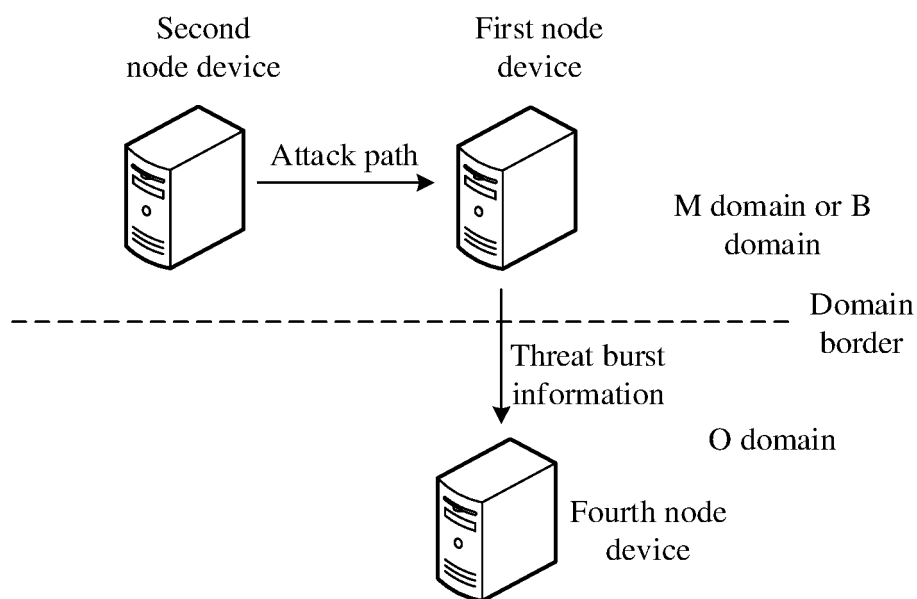 Second
node device
First node
device
Attack path
M domain or B
domain
Domain
border
Threat burst
information
O domain
Fourth node
device